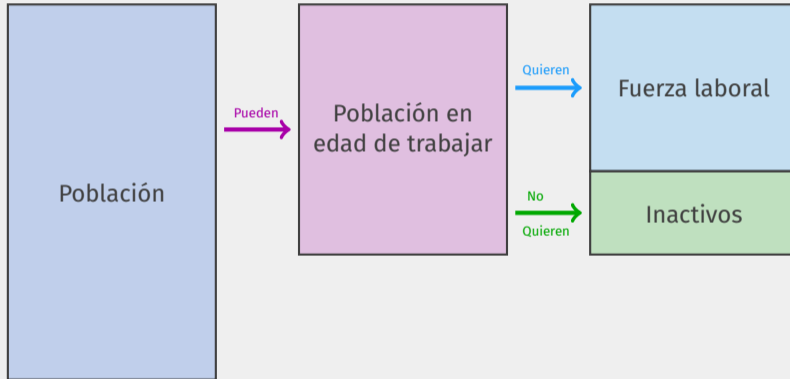 Población
Pueden
Población en
edad de trabajar
Quieren
No
Quieren
Fuerza laboral
Inactivos